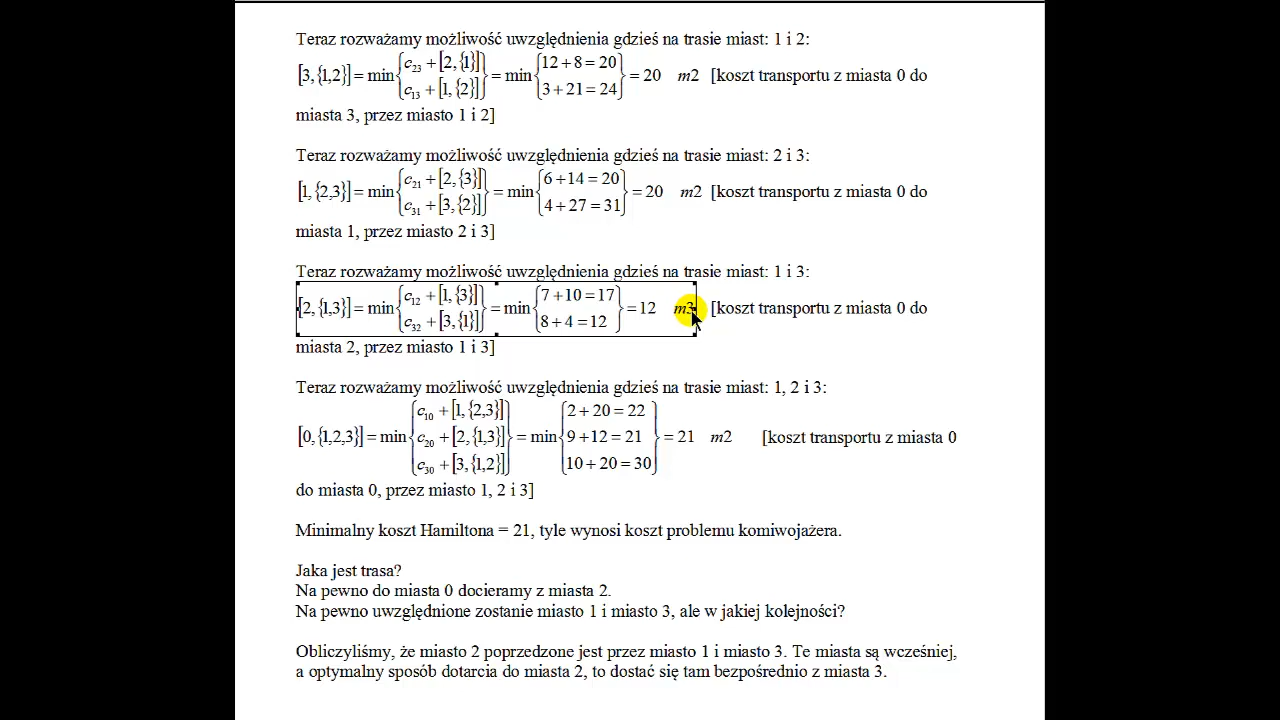 Teraz rozważamy możliwość uwzględnienia gdzieś na trasie miast: 1 i 2:
[3,{1,2}] = min{c₂₃ + [2,{1}] c₁₃ + [1,{2}]} = min{12 + 8 = 20 3 + 21 = 24} = 20 m2 [koszt transportu z miasta 0 do
miasta 3, przez miasto 1 i 2]
Teraz rozważamy możliwość uwzględnienia gdzieś na trasie miast: 2 i 3:
[1,{2,3}] = min{c₂₁ + [2,{3}] c₃₁ + [3,{2}]} = min{6 + 14 = 20 4 + 27 = 31} = 20 m2 [koszt transportu z miasta 0 do
miasta 1, przez miasto 2 i 3]
Teraz rozważamy możliwość uwzględnienia gdzieś na trasie miast: 1 i 3:
[2,{1,3}] = min{c₁₂ + [1,{3}] c₃₂ + [3,{1}]} = min{7 + 10 = 17 8 + 4 = 12} = 12 m3 [koszt transportu z miasta 0 do
miasta 2, przez miasto 1 i 3]
Teraz rozważamy możliwość uwzględnienia gdzieś na trasie miast: 1, 2 i 3:
[0,{1,2,3}] = min{c₁₀ + [1,{2,3}] c₂₀ + [2,{1,3}] c₃₀ + [3,{1,2}]} = min{2 + 20 = 22 9 + 12 = 21 10 + 20 = 30} = 21 m2 [koszt transportu z miasta 0
do miasta 0, przez miasto 1, 2 i 3]
Minimalny koszt Hamiltona = 21, tyle wynosi koszt problemu komiwojażera.
Jaka jest trasa?
Na pewno do miasta 0 docieramy z miasta 2.
Na pewno uwzględnione zostanie miasto 1 i miasto 3, ale w jakiej kolejności?
Obliczyliśmy, że miasto 2 poprzedzone jest przez miasto 1 i miasto 3. Te miasta są wcześniej,
a optymalny sposób dotarcia do miasta 2, to dostać się tam bezpośrednio z miasta 3.